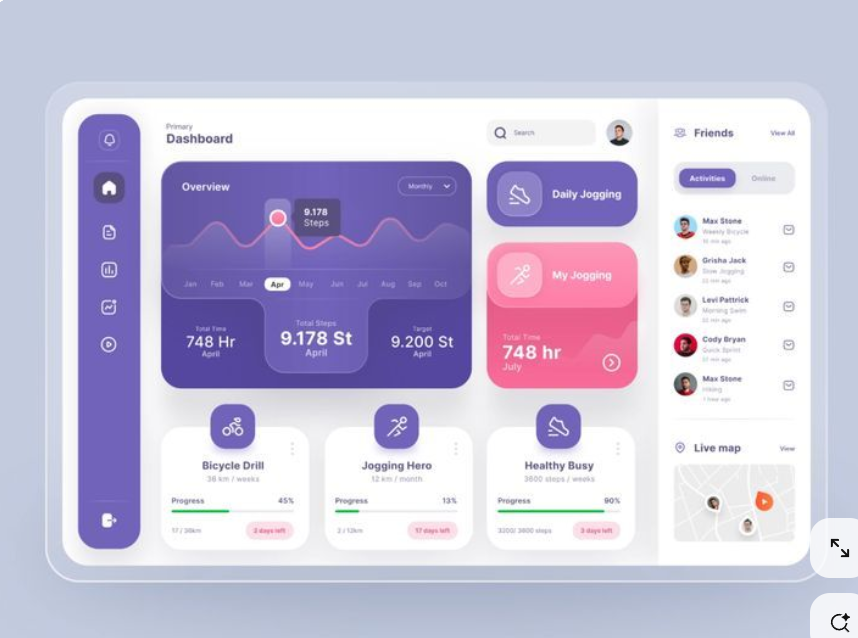 Primary
Dashboard
Search
Overview
Monthly
9.178
Steps
Jan Feb Mar Apr May Jun Jul Aug Sep Oct
Total Time
748 Hr
April
Total Steps
9.178 St
April
Target
9.200 St
April
Daily Jogging
My Jogging
Total Time
748 hr
July
Bicycle Drill
36 km / weeks
Progress 45%
17 / 36km
2 days left
Jogging Hero
12 km / month
Progress 13%
2 / 12km
17 days left
Healthy Busy
3600 steps / weeks
Progress 90%
3200/ 3600 steps
3 days left
Friends
View All
Activities
Online
Max Stone
Weekly Bicycle
10 min ago
Grisha Jack
Slow Jogging
22 min ago
Levi Pattrick
Morning Swim
32 min ago
Cody Bryan
Quick Sprint
min ago
Max Stone
Hiking
ago
Live map
View